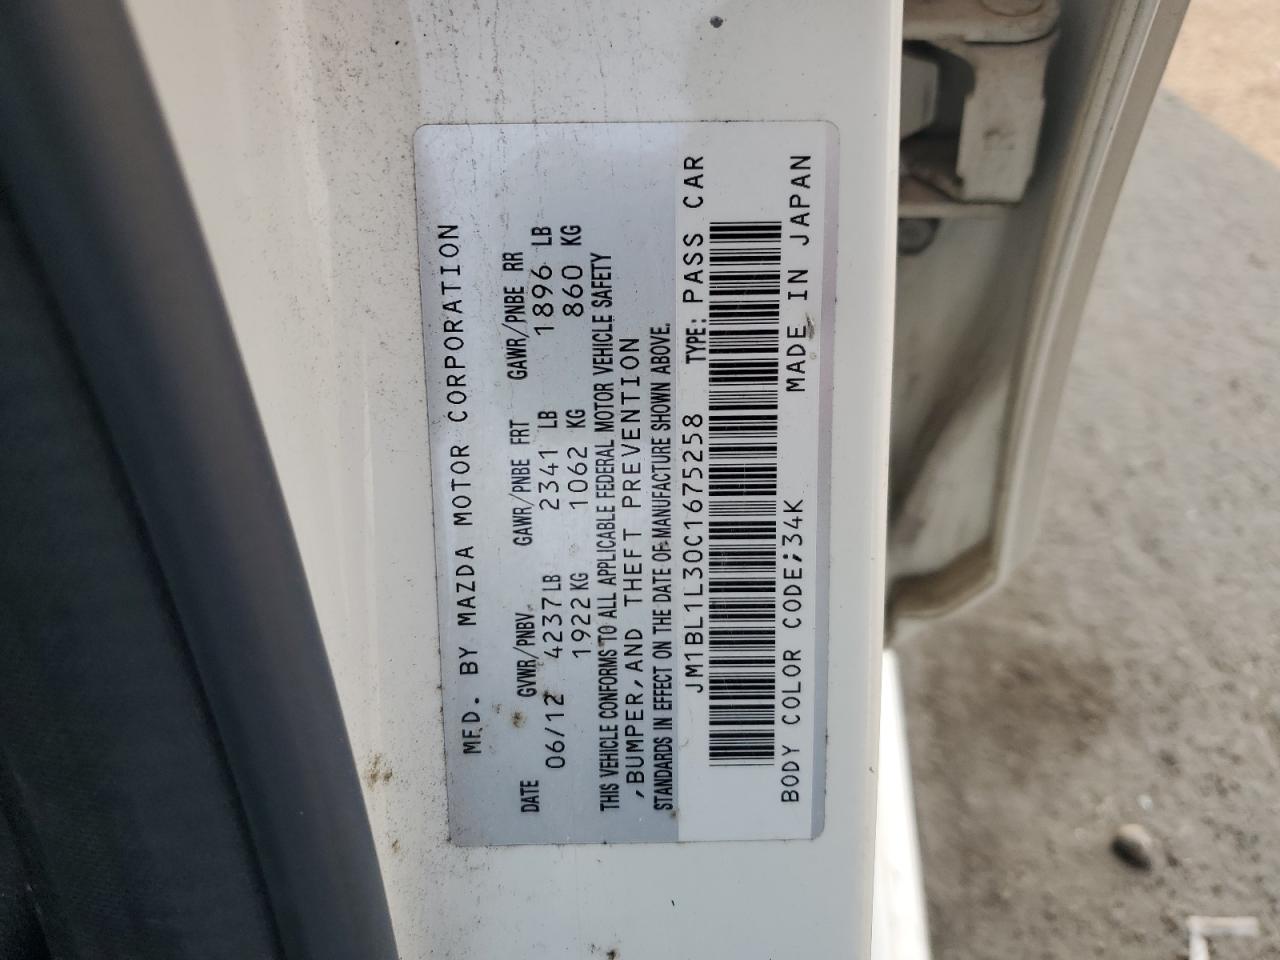 MFD. BY MAZDA MOTOR CORPORATION
DATE GVWR/PNBV GAWR/PNBE FRT GAWR/PNBE RR
06/12 4237LB 2341 LB 1896 LB
1922KG 1062 KG 860 KG
THIS VEHICLE CONFORMS TO ALL APPLICABLE FEDERAL MOTOR VEHICLE SAFETY
,BUMPER,AND THEFT PREVENTION
STANDARDS IN EFFECT ON THE DATE OF MANUFACTURE SHOWN ABOVE.
JM1BL1L30C1675258 TYPE: PASS CAR
BODY COLOR CODE;34K MADE IN JAPAN